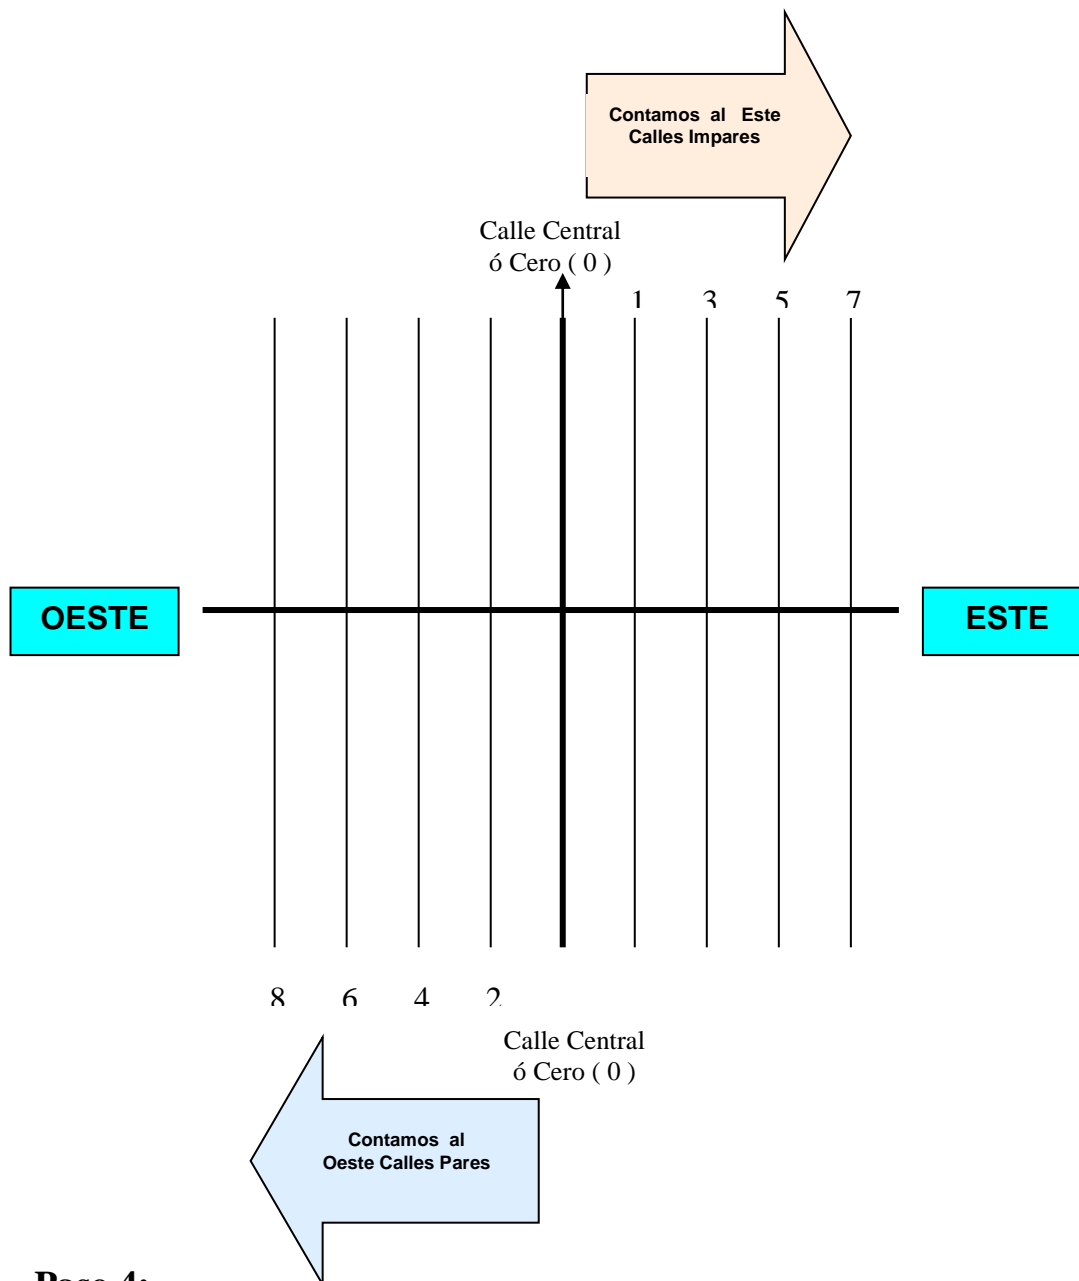 Contamos al Este
Calles Impares
Calle Central
ó Cero ( 0 )
1 3 5 7
OESTE
ESTE
8 6 4 2
Calle Central
ó Cero ( 0 )
Contamos al
Oeste Calles Pares
Paso 4: